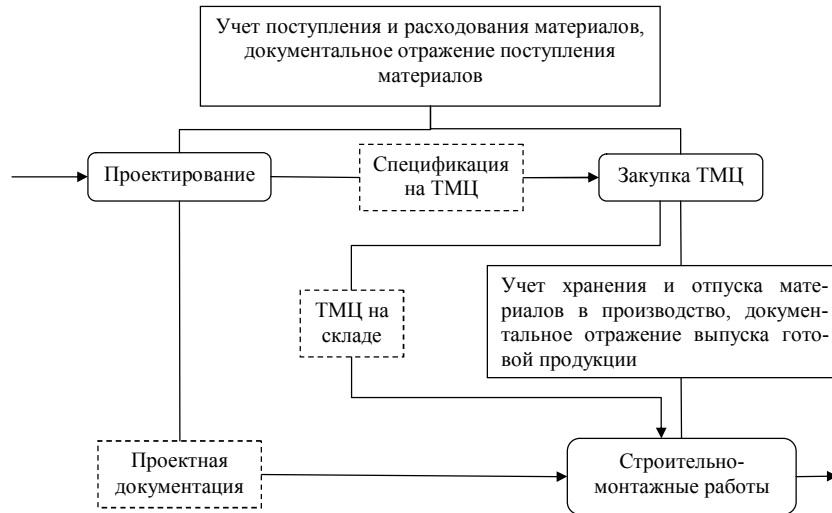 Учет поступления и расходования материалов,
документальное отражение поступления
материалов
Проектирование
Спецификация
на ТМЦ
Закупка ТМЦ
ТМЦ на
складе
Учет хранения и отпуска мате-
риалов в производство, докумен-
тальное отражение выпуска гото-
вой продукции
Проектная
документация
Строительно-
монтажные работы